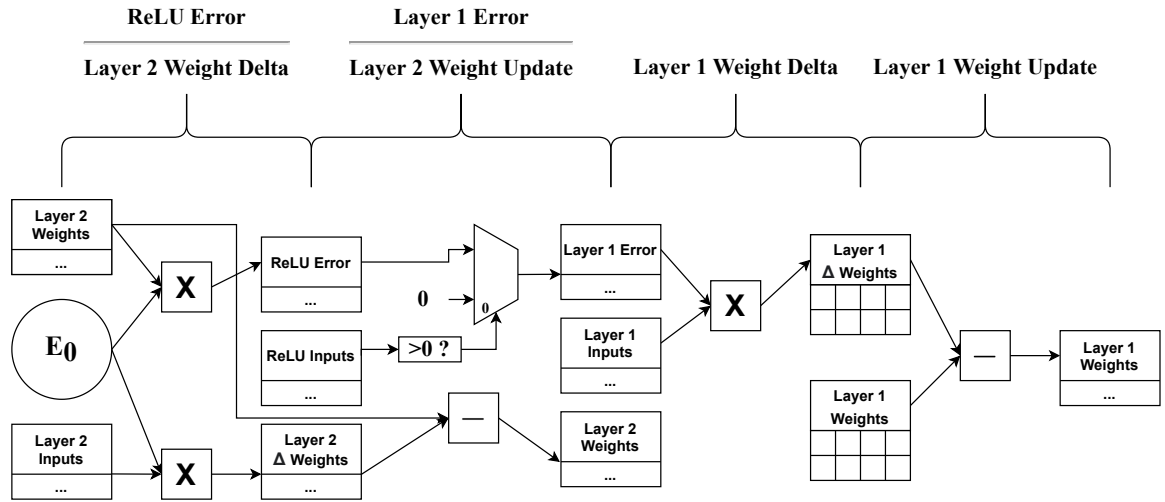 ReLU Error
Layer 2 Weight Delta
Layer 1 Error
Layer 2 Weight Update
Layer 1 Weight Delta
Layer 1 Weight Update
Layer 2
Weights
...
X
E0
Layer 2
Inputs
...
X
ReLU Error
...
ReLU Inputs
...
Layer 2
Δ Weights
...
0
0
>0 ?
—
Layer 1 Error
...
Layer 1
Inputs
...
Layer 2
Weights
...
X
Layer 1
Δ Weights
Layer 1
Weights
—
Layer 1
Weights
...